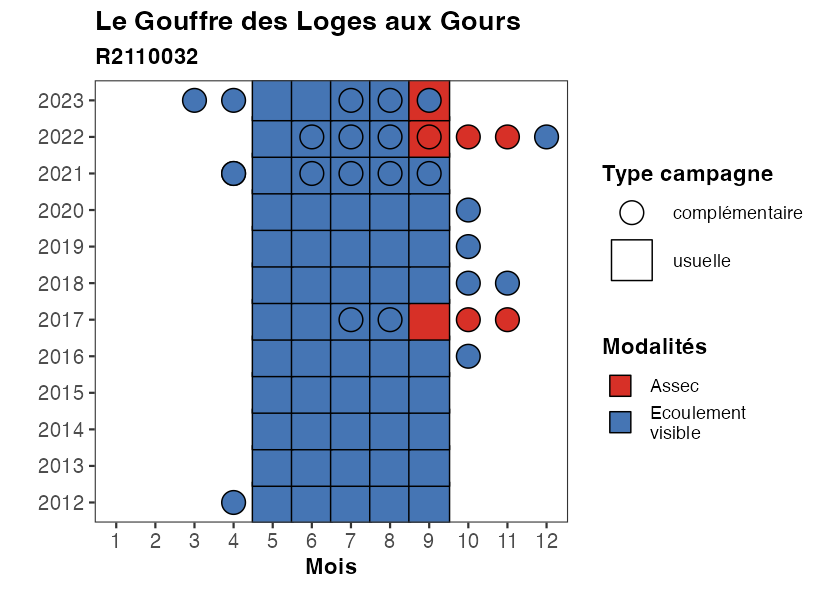 Le Gouffre des Loges aux Gours
R2110032
2023
2022
2021
2020
2019
2018
2017
2016
2015
2014
2013
2012
1 2 3 4 5 6 7 8 9 10 11 12
Mois
Type campagne
complémentaire
usuelle
Modalités
Assec
Ecoulement
visible